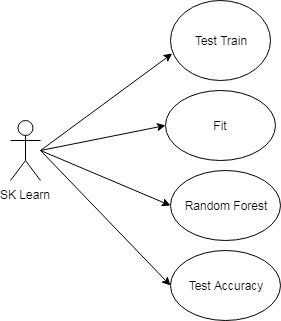 Test Train
Fit
SK Learn
Random Forest
Test Accuracy